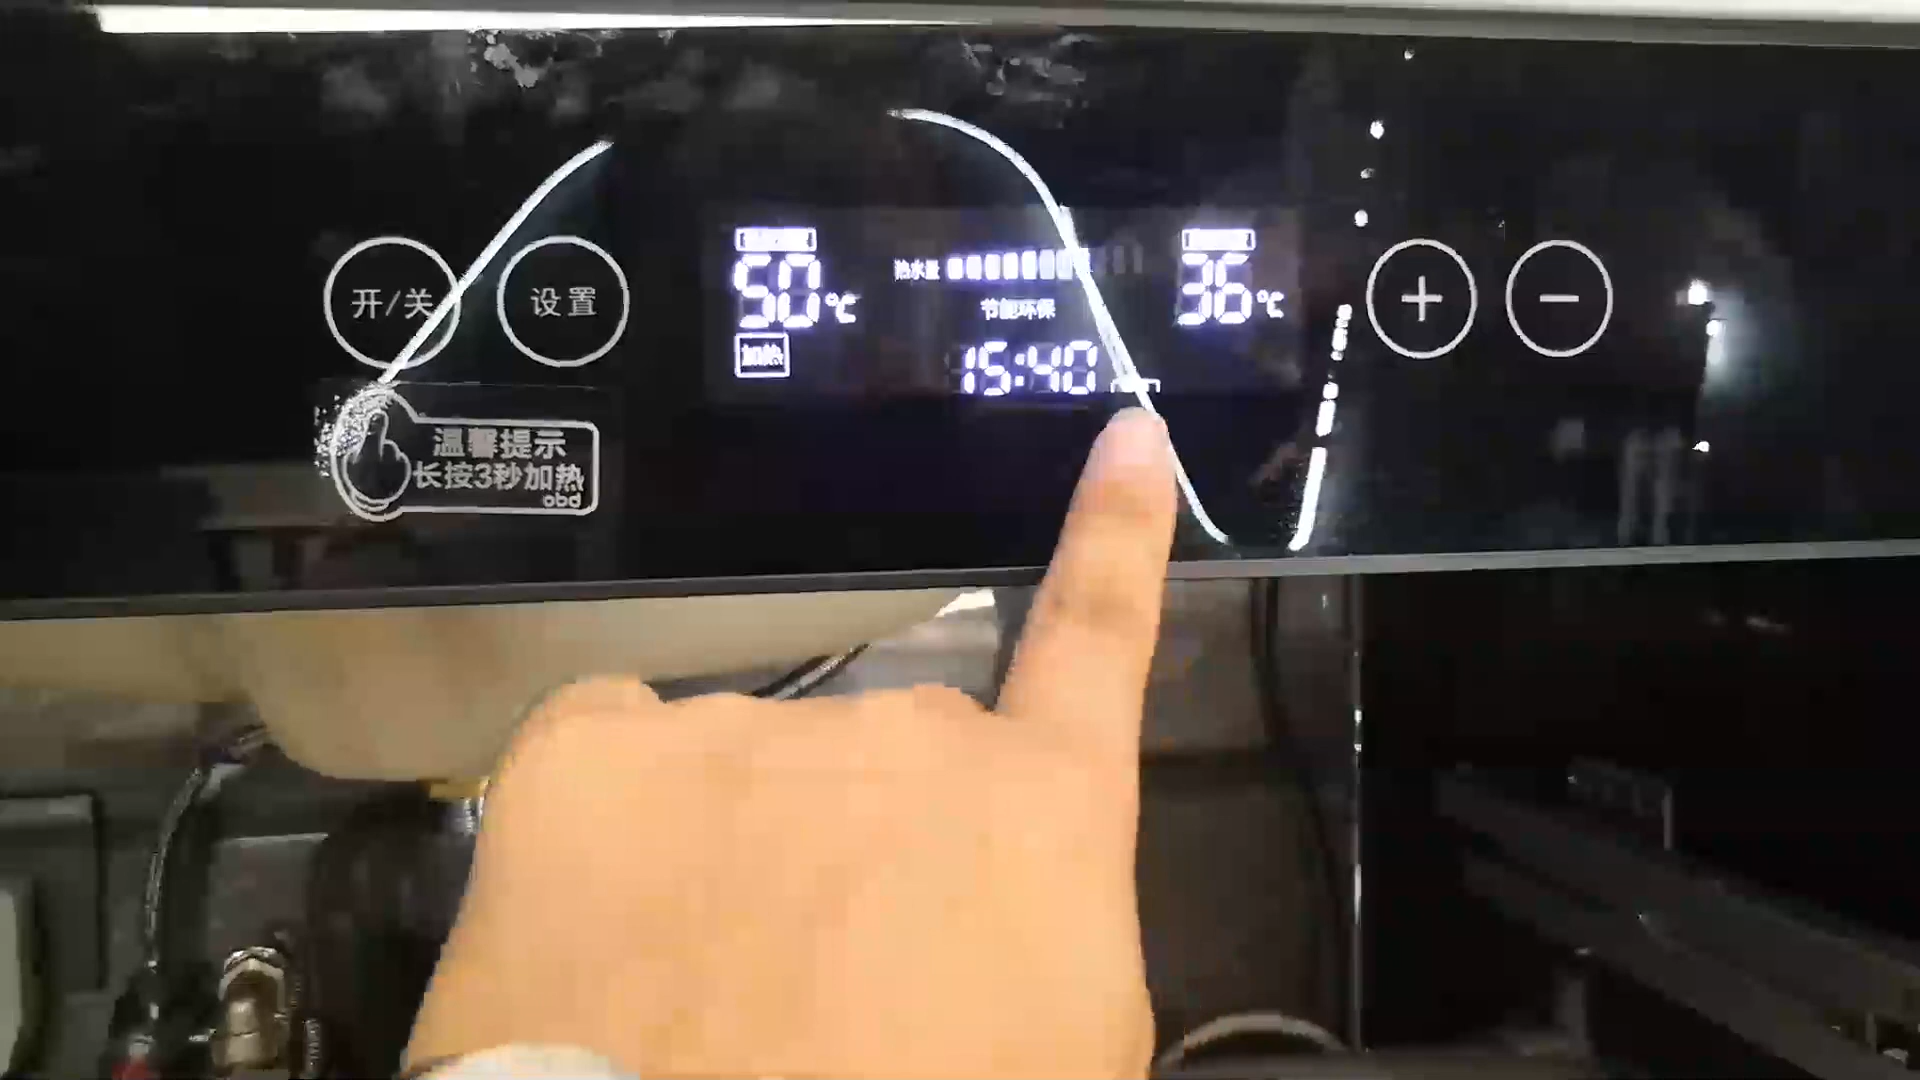 开/关
设置
50℃
加热
热水量
节能环保
15:40
36℃
+
−
温馨提示
长按3秒加热
obd